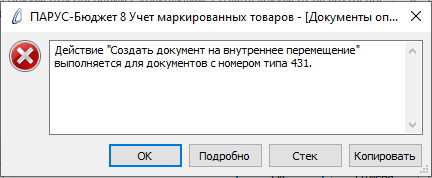 ПАРУС-Бюджет 8 Учет маркированных товаров - [Документы оп...
Действие "Создать документ на внутреннее перемещение"
выполняется для документов с номером типа 431.
OK
Подробно
Стек
Копировать